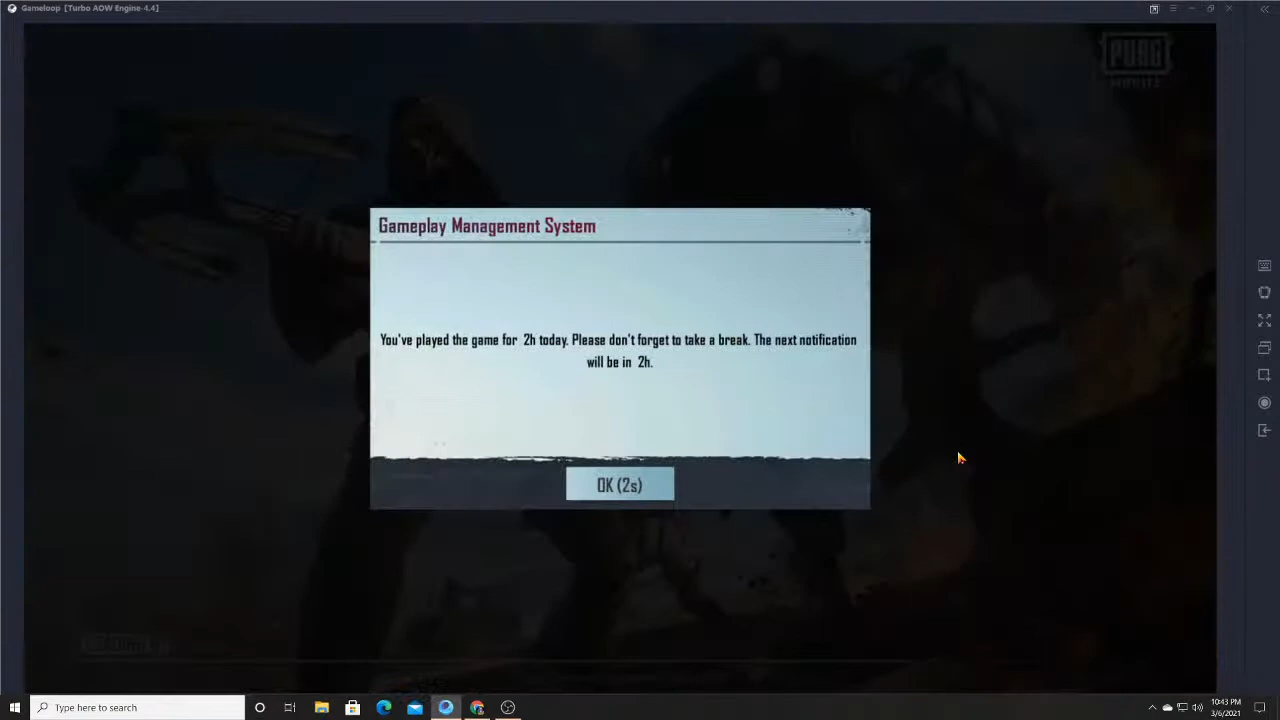 Gameloop [Turbo AOW Engine-4.4]
PUBG
MOBILE
Gameplay Management System
You've played the game for 2h today. Please don't forget to take a break. The next notification
will be in 2h.
OK (2s)
Type here to search
10:43 PM
3/6/2021